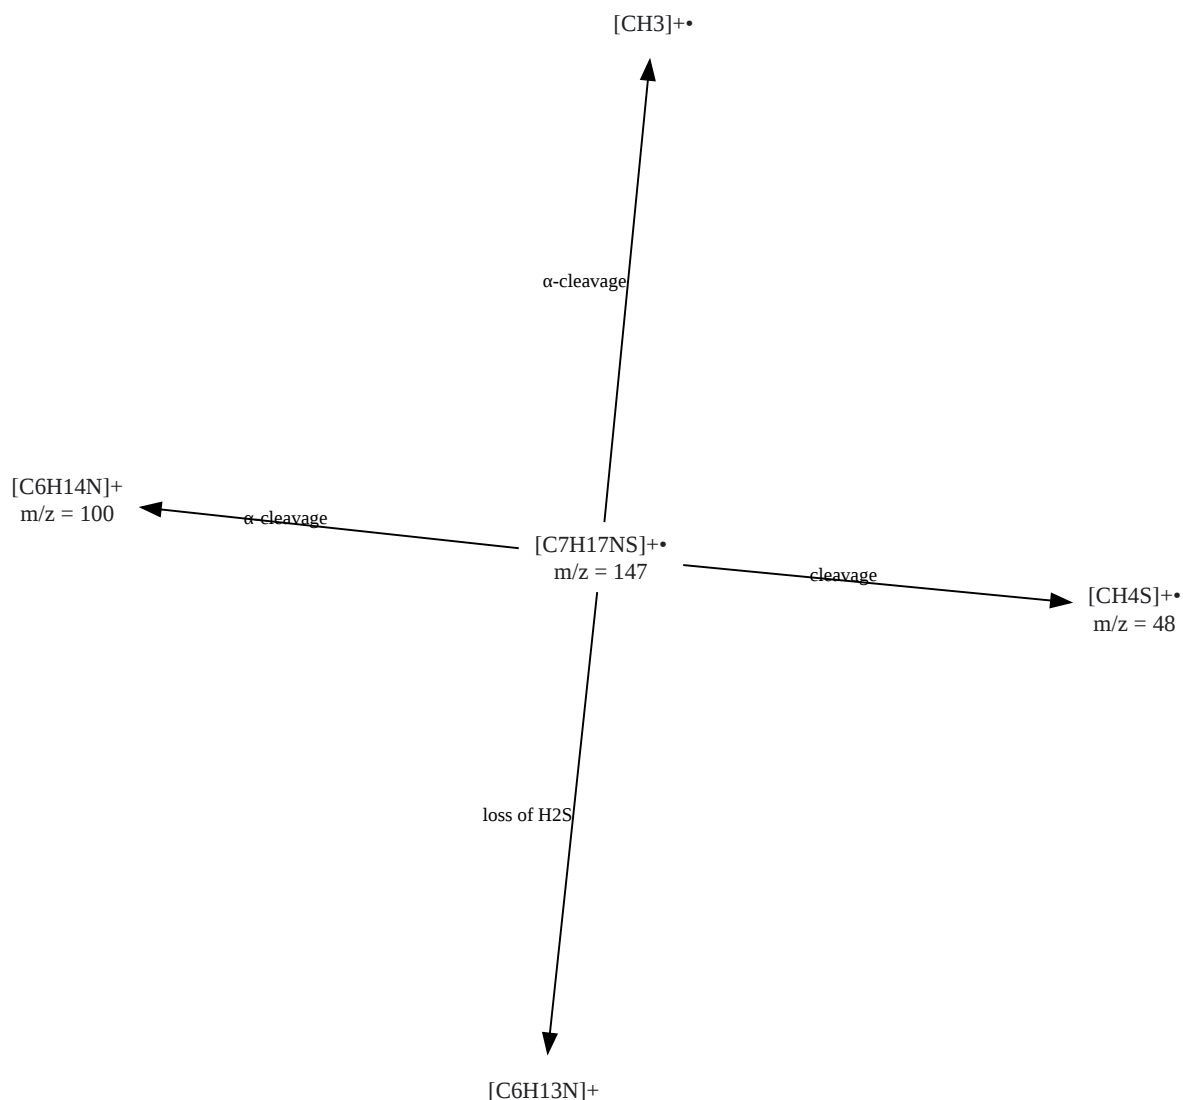 [CH3]+•
α-cleavage
[C6H14N]+
m/z = 100
α-cleavage
[C7H17NS]+•
m/z = 147
cleavage
[CH4S]+•
m/z = 48
loss of H2S
[C6H13N]+